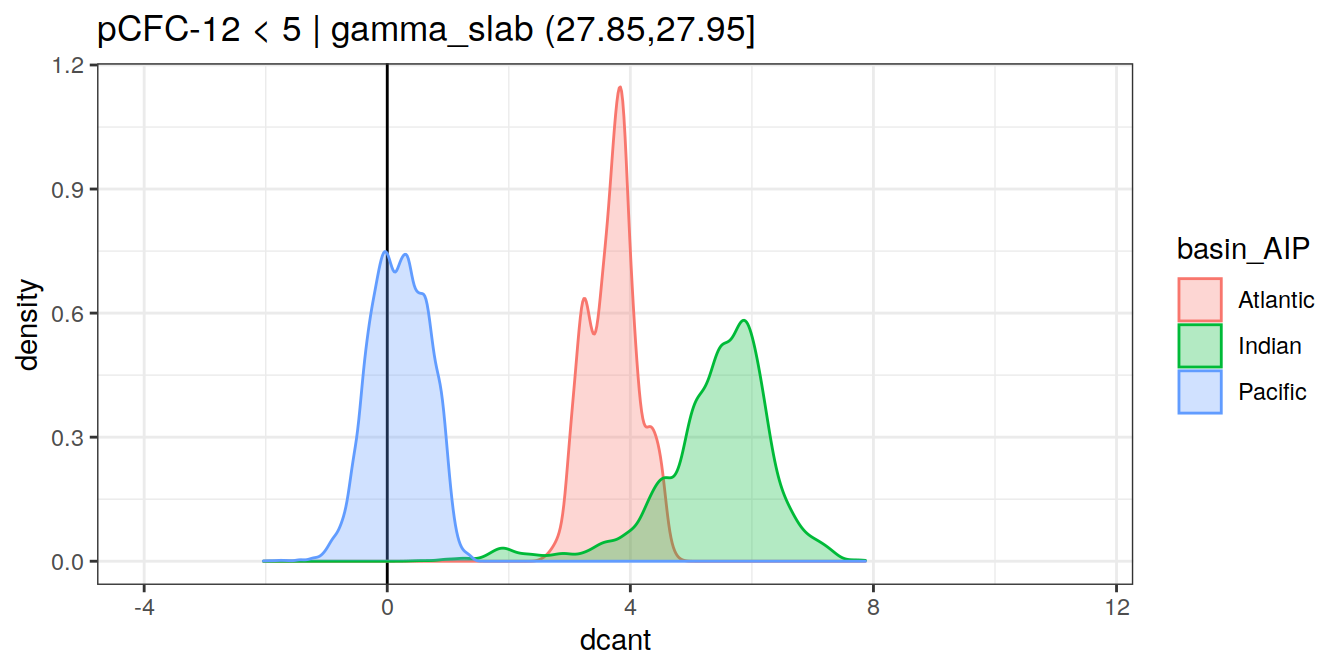 pCFC-12 < 5 | gamma_slab (27.85,27.95]
density
1.2
0.9
0.6
0.3
0.0
-4
0
4
8
12
dcant
basin_AIP
Atlantic
Indian
Pacific